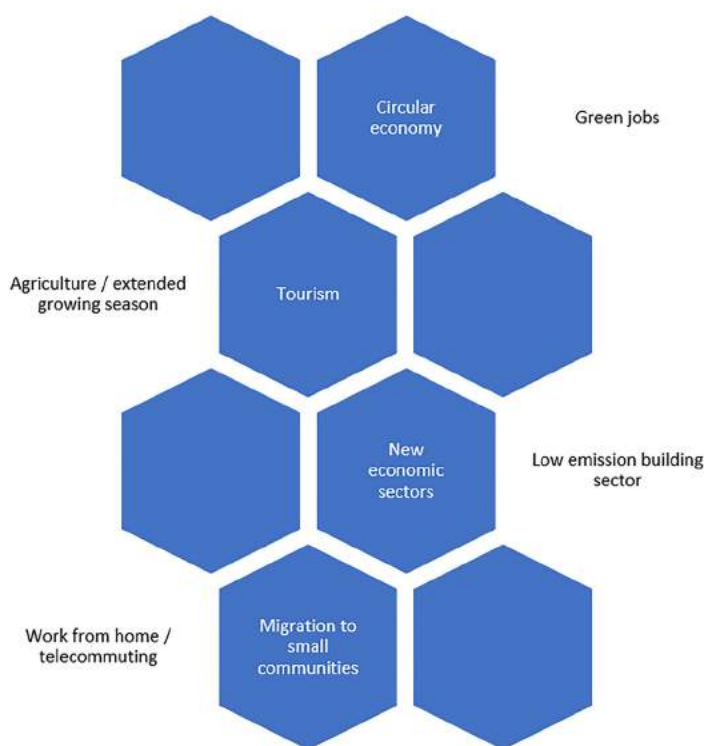 Circular
economy
Green jobs
Agriculture / extended
growing season
Tourism
New
economic
sectors
Low emission building
sector
Work from home /
telecommuting
Migration to
small
communities